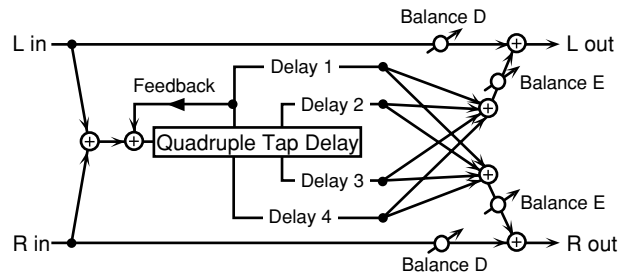 Balance D
L in
L out
Delay 1
Feedback
Balance E
Delay 2
Quadruple Tap Delay
Delay 3
Balance E
Delay 4
R in
R out
Balance D